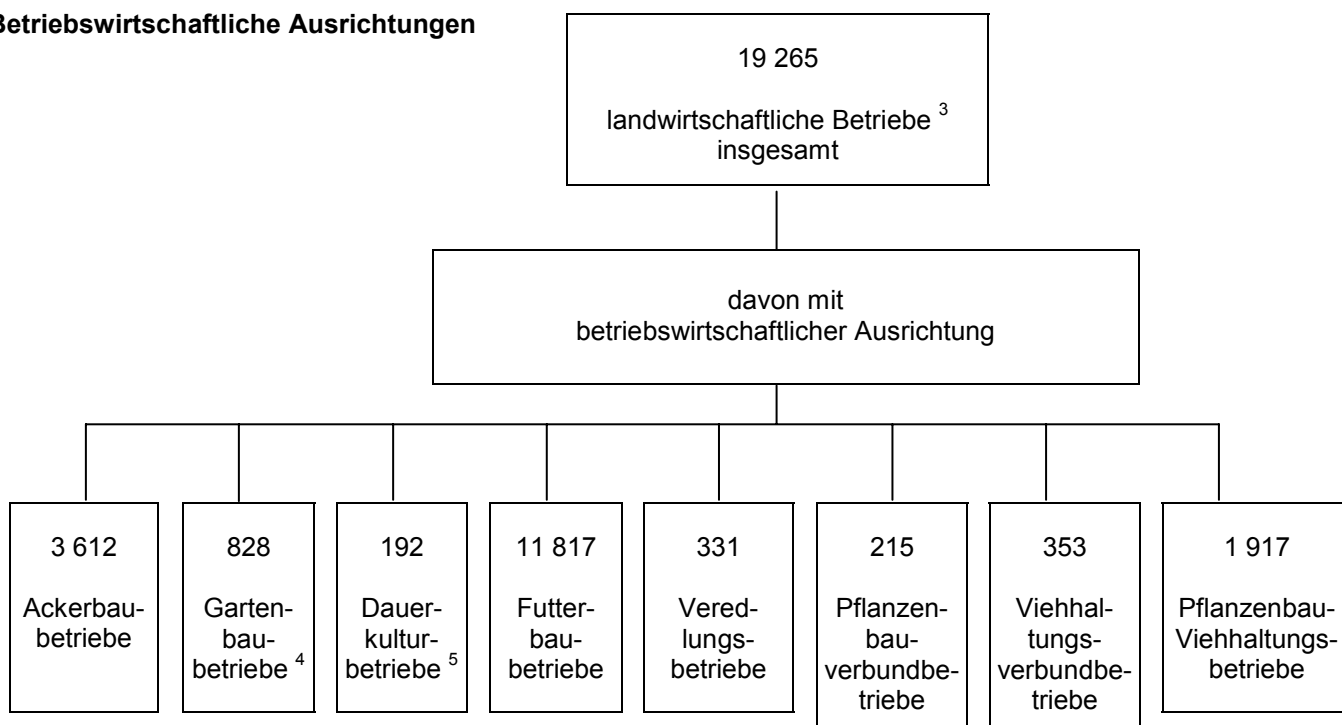 Betriebswirtschaftliche Ausrichtungen
19 265
landwirtschaftliche Betriebe 3
insgesamt
davon mit
betriebswirtschaftlicher Ausrichtung
3 612
Ackerbau-
betriebe
828
Garten-
bau-
betriebe 4
192
Dauer-
kultur-
betriebe 5
11 817
Futter-
bau-
betriebe
331
Vered-
lungs-
betriebe
215
Pflanzen-
bau-
verbundbe-
triebe
353
Viehhal-
tungs-
verbundbe-
triebe
1 917
Pflanzenbau-
Viehhaltungs-
betriebe